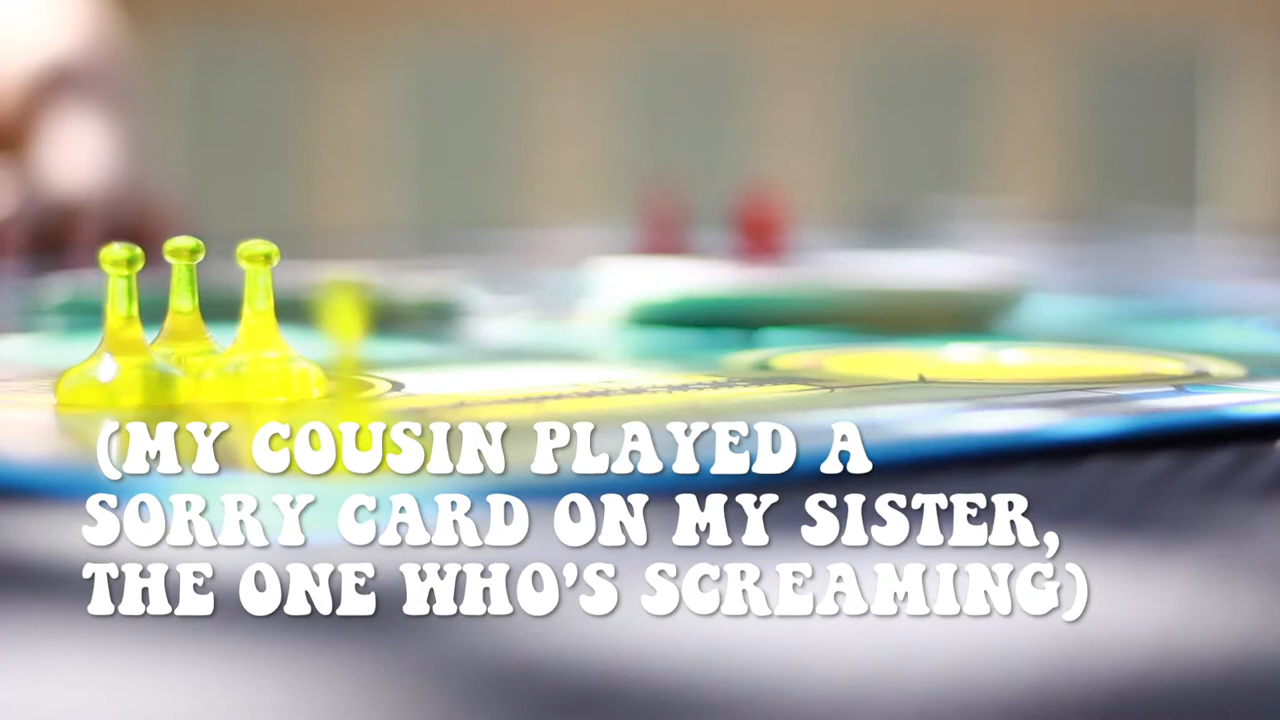 (MY COUSIN PLAYED A
SORRY CARD ON MY SISTER,
THE ONE WHO'S SCREAMING)